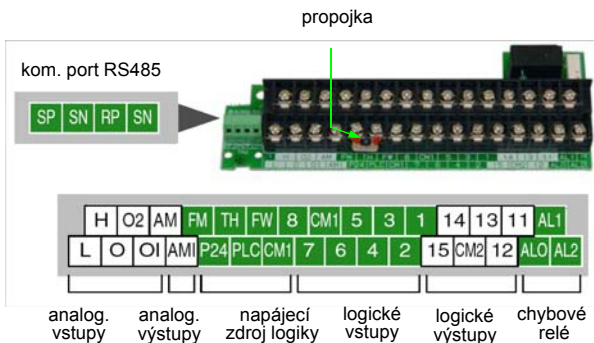 propojka
kom. port RS485
SP SN RP SN
H O2 AM FM TH FW 8 CM1 5 3 1 14 13 11 AL1
L O OI AMI P24 PLC CM1 7 6 4 2 15 CM2 12 AL0 AL2
analog. vstupy
analog. výstupy
napájecí zdroj logiky
logické vstupy
logické výstupy
chybové relé